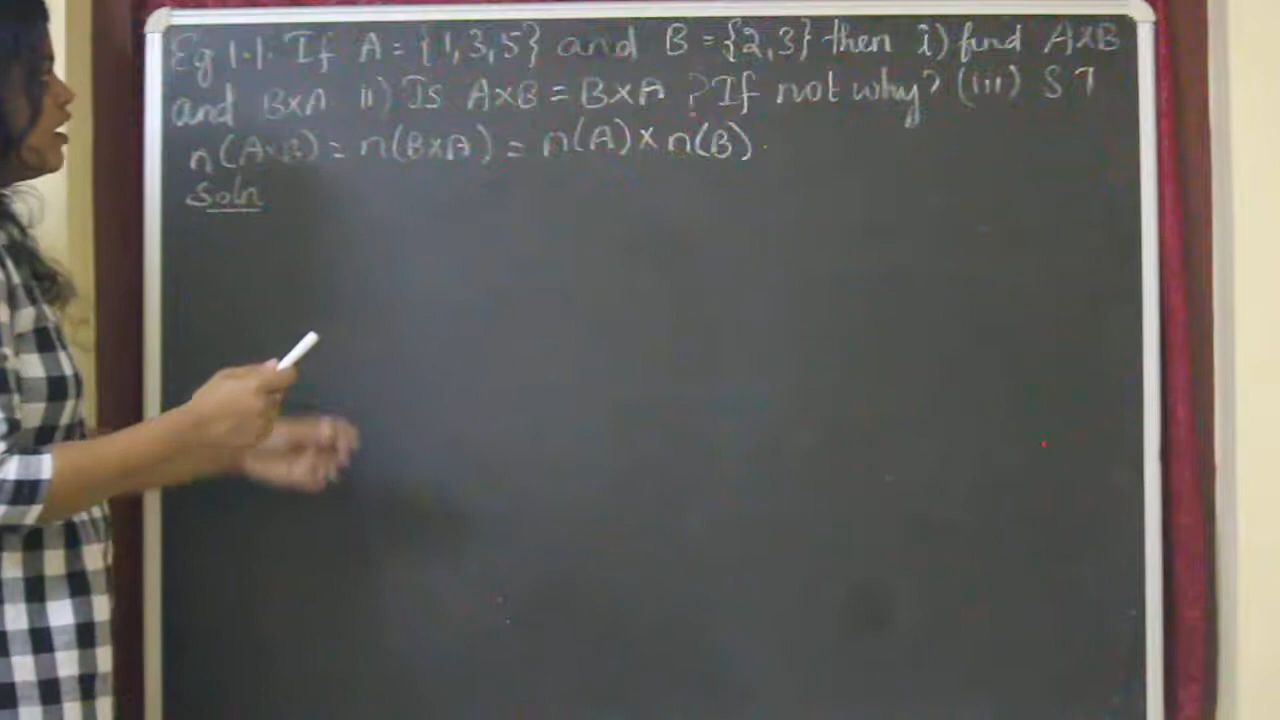 Eg 1.1. If A = {1,3,5} and B = {2,3} then i) find A×B
and B×A ii) Is A×B = B×A ? If not why? (iii) S T
n(A×B) = n(B×A) = n(A) × n(B).
Soln